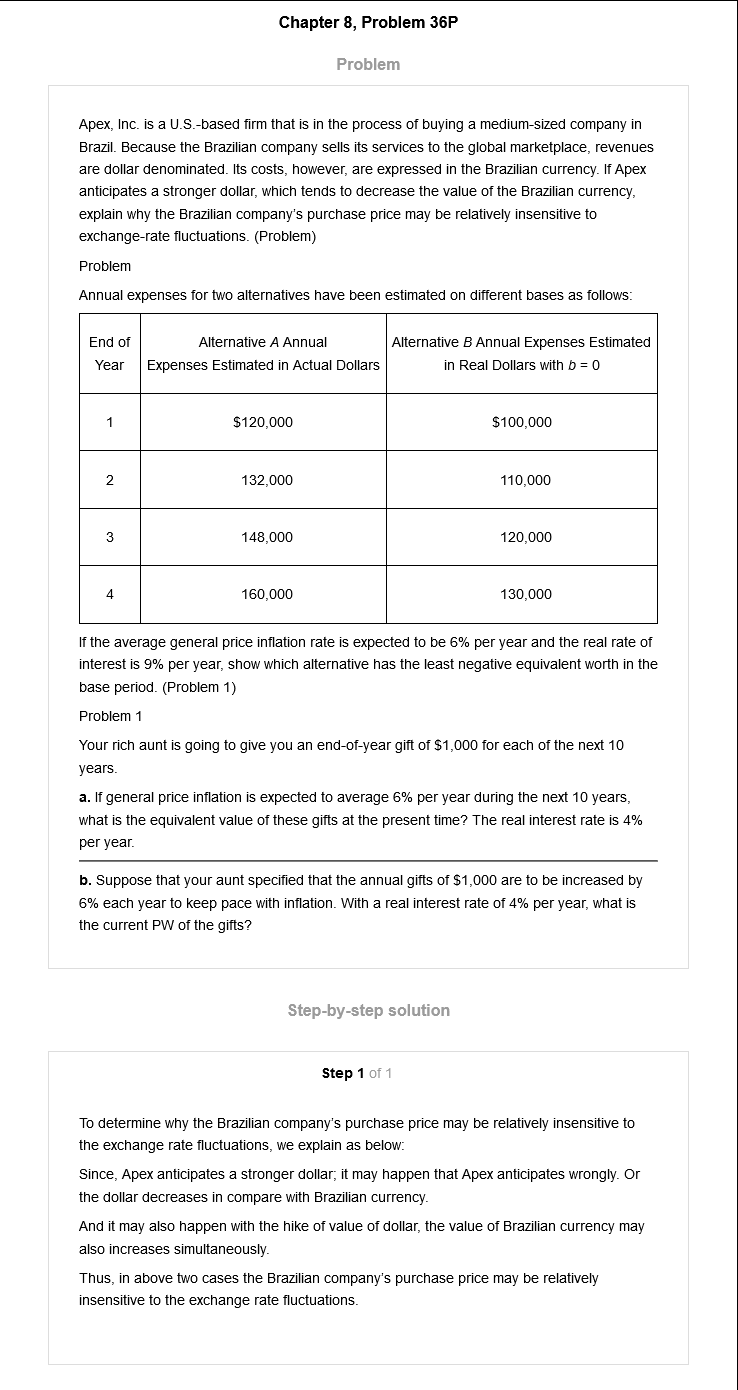 Chapter 8, Problem 36P
Problem
Apex, Inc. is a U.S.-based firm that is in the process of buying a medium-sized company in
Brazil. Because the Brazilian company sells its services to the global marketplace, revenues
are dollar denominated. Its costs, however, are expressed in the Brazilian currency. If Apex
anticipates a stronger dollar, which tends to decrease the value of the Brazilian currency,
explain why the Brazilian company's purchase price may be relatively insensitive to
exchange-rate fluctuations. (Problem)
Problem
Annual expenses for two alternatives have been estimated on different bases as follows:
End of Year Alternative A Annual Expenses Estimated in Actual Dollars Alternative B Annual Expenses Estimated in Real Dollars with b = 0
1 $120,000 $100,000
2 132,000 110,000
3 148,000 120,000
4 160,000 130,000
If the average general price inflation rate is expected to be 6% per year and the real rate of
interest is 9% per year, show which alternative has the least negative equivalent worth in the
base period. (Problem 1)
Problem 1
Your rich aunt is going to give you an end-of-year gift of $1,000 for each of the next 10
years.
a. If general price inflation is expected to average 6% per year during the next 10 years,
what is the equivalent value of these gifts at the present time? The real interest rate is 4%
per year.
b. Suppose that your aunt specified that the annual gifts of $1,000 are to be increased by
6% each year to keep pace with inflation. With a real interest rate of 4% per year, what is
the current PW of the gifts?
Step-by-step solution
Step 1 of 1
To determine why the Brazilian company's purchase price may be relatively insensitive to
the exchange rate fluctuations, we explain as below:
Since, Apex anticipates a stronger dollar; it may happen that Apex anticipates wrongly. Or
the dollar decreases in compare with Brazilian currency.
And it may also happen with the hike of value of dollar, the value of Brazilian currency may
also increases simultaneously.
Thus, in above two cases the Brazilian company's purchase price may be relatively
insensitive to the exchange rate fluctuations.